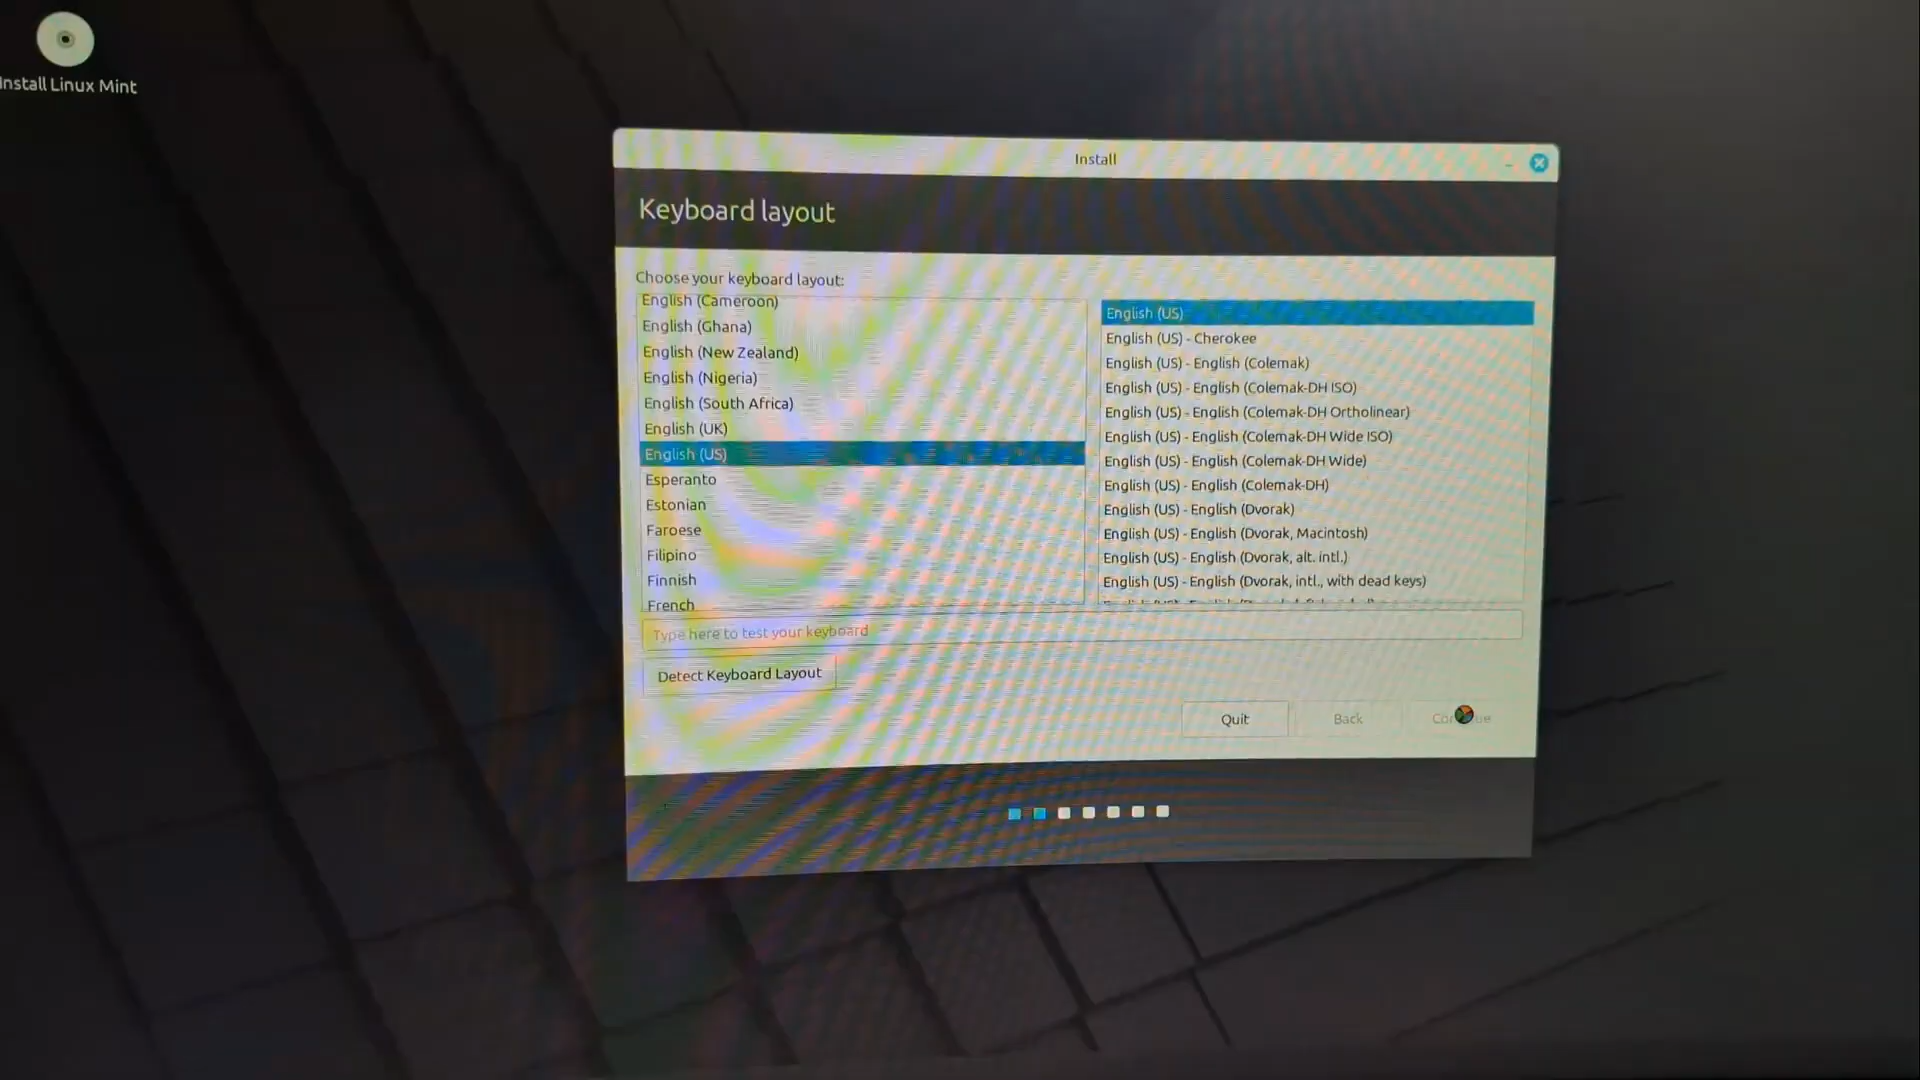 Install Linux Mint
Install
Keyboard layout
Choose your keyboard layout:
English (Cameroon)
English (Ghana)
English (New Zealand)
English (Nigeria)
English (South Africa)
English (UK)
English (US)
Esperanto
Estonian
Faroese
Filipino
Finnish
French
English (US)
English (US) - Cherokee
English (US) - English (Colemak)
English (US) - English (Colemak-DH ISO)
English (US) - English (Colemak-DH Ortholinear)
English (US) - English (Colemak-DH Wide ISO)
English (US) - English (Colemak-DH Wide)
English (US) - English (Colemak-DH)
English (US) - English (Dvorak)
English (US) - English (Dvorak, Macintosh)
English (US) - English (Dvorak, alt. intl.)
English (US) - English (Dvorak, intl., with dead keys)
Type here to test your keyboard
Detect Keyboard Layout
Quit
Back